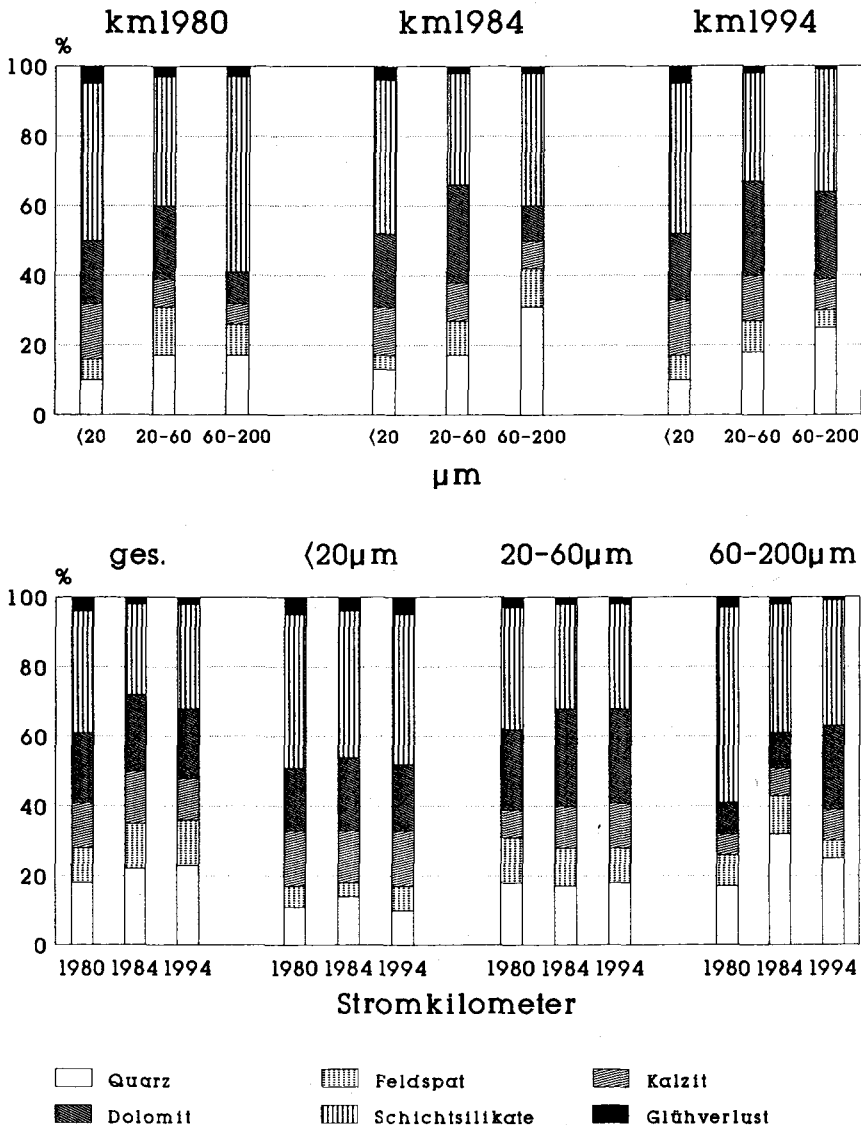 km1980 km1984 km1994
%
100
80
60
40
20
0
<20 20-60 60-200 <20 20-60 60-200 <20 20-60 60-200
µm
ges. <20µm 20-60µm 60-200µm
%
100
80
60
40
20
0
1980 1984 1994 1980 1984 1994 1980 1984 1994 1980 1984 1994
Stromkilometer
Quarz Feldspat Kalzit
Dolomit Schichtsilikate Glühverlust